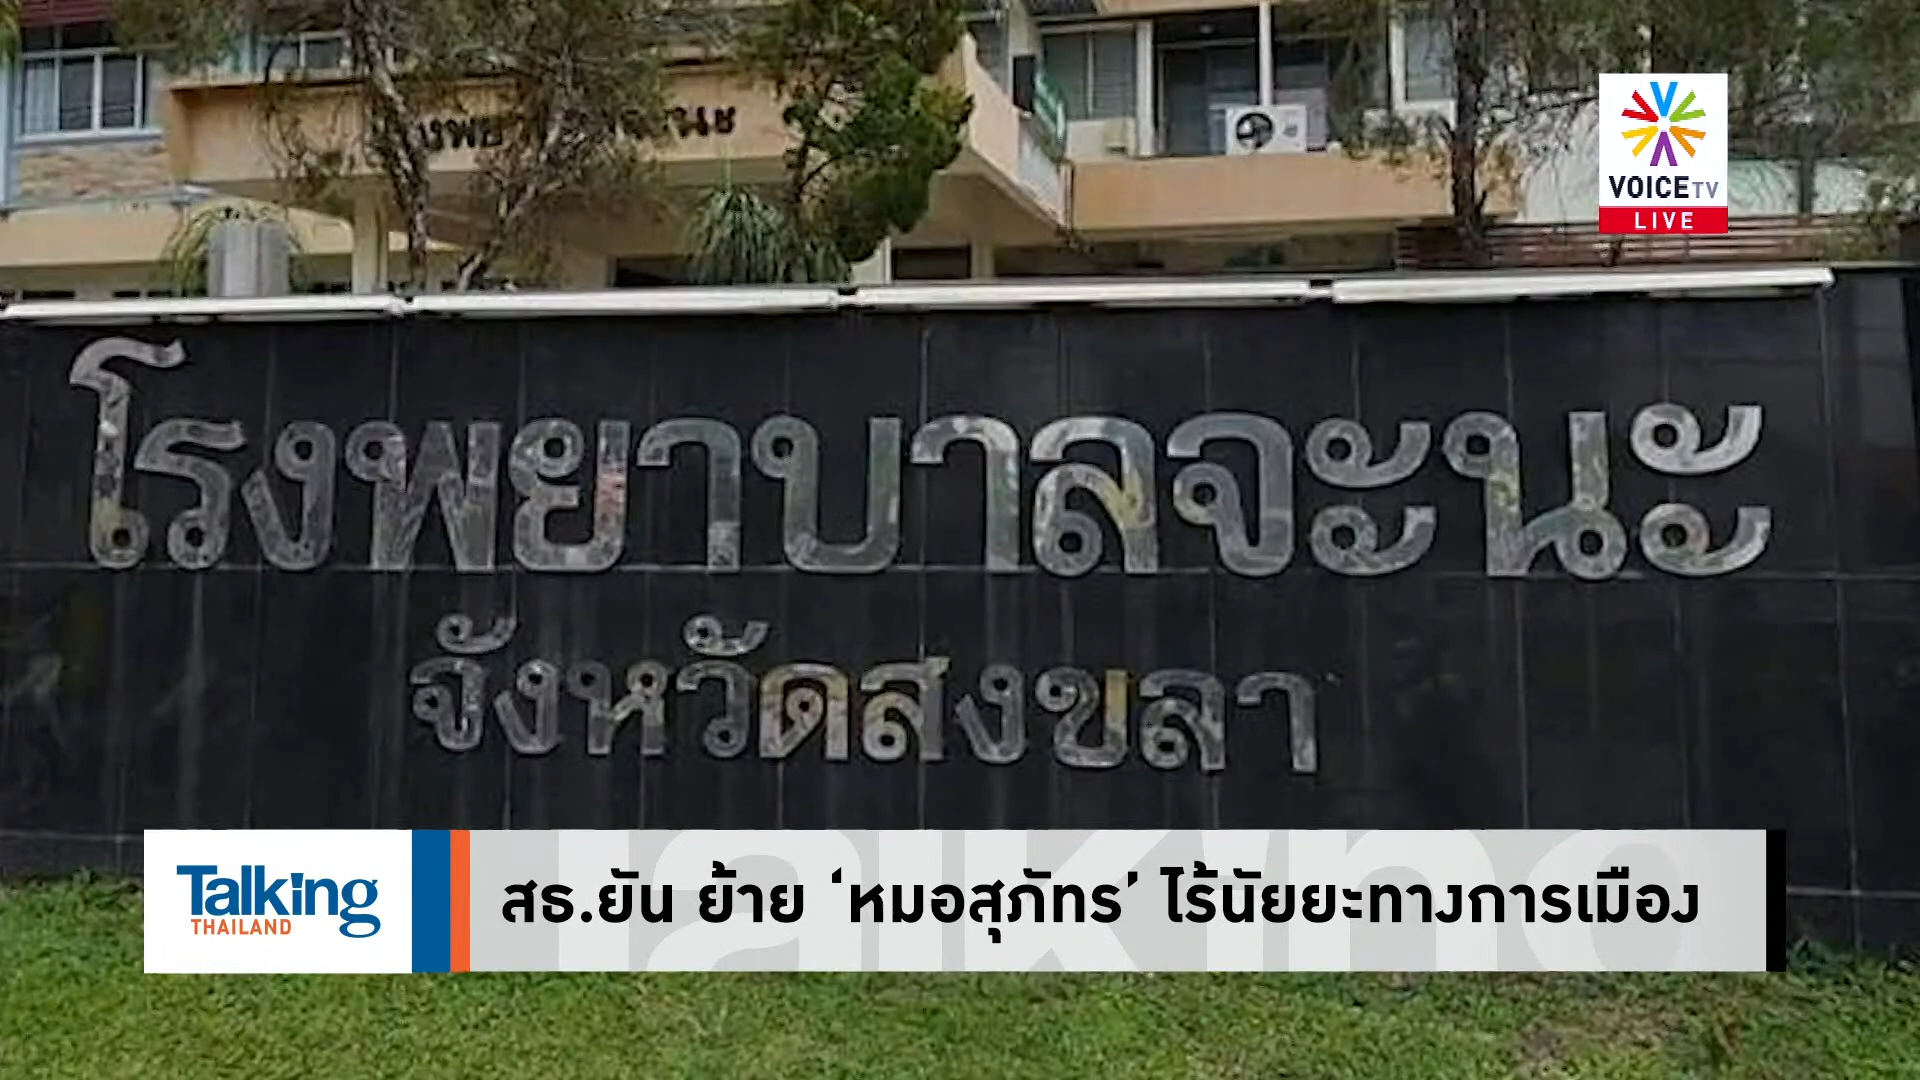 VOICE TV
LIVE
โรงพยาบาลจะนะ
จังหวัดสงขลา
Talking
THAILAND
สธ.ยัน ย้าย ‘หมอสุภัทร’ ไร้นัยยะทางการเมือง